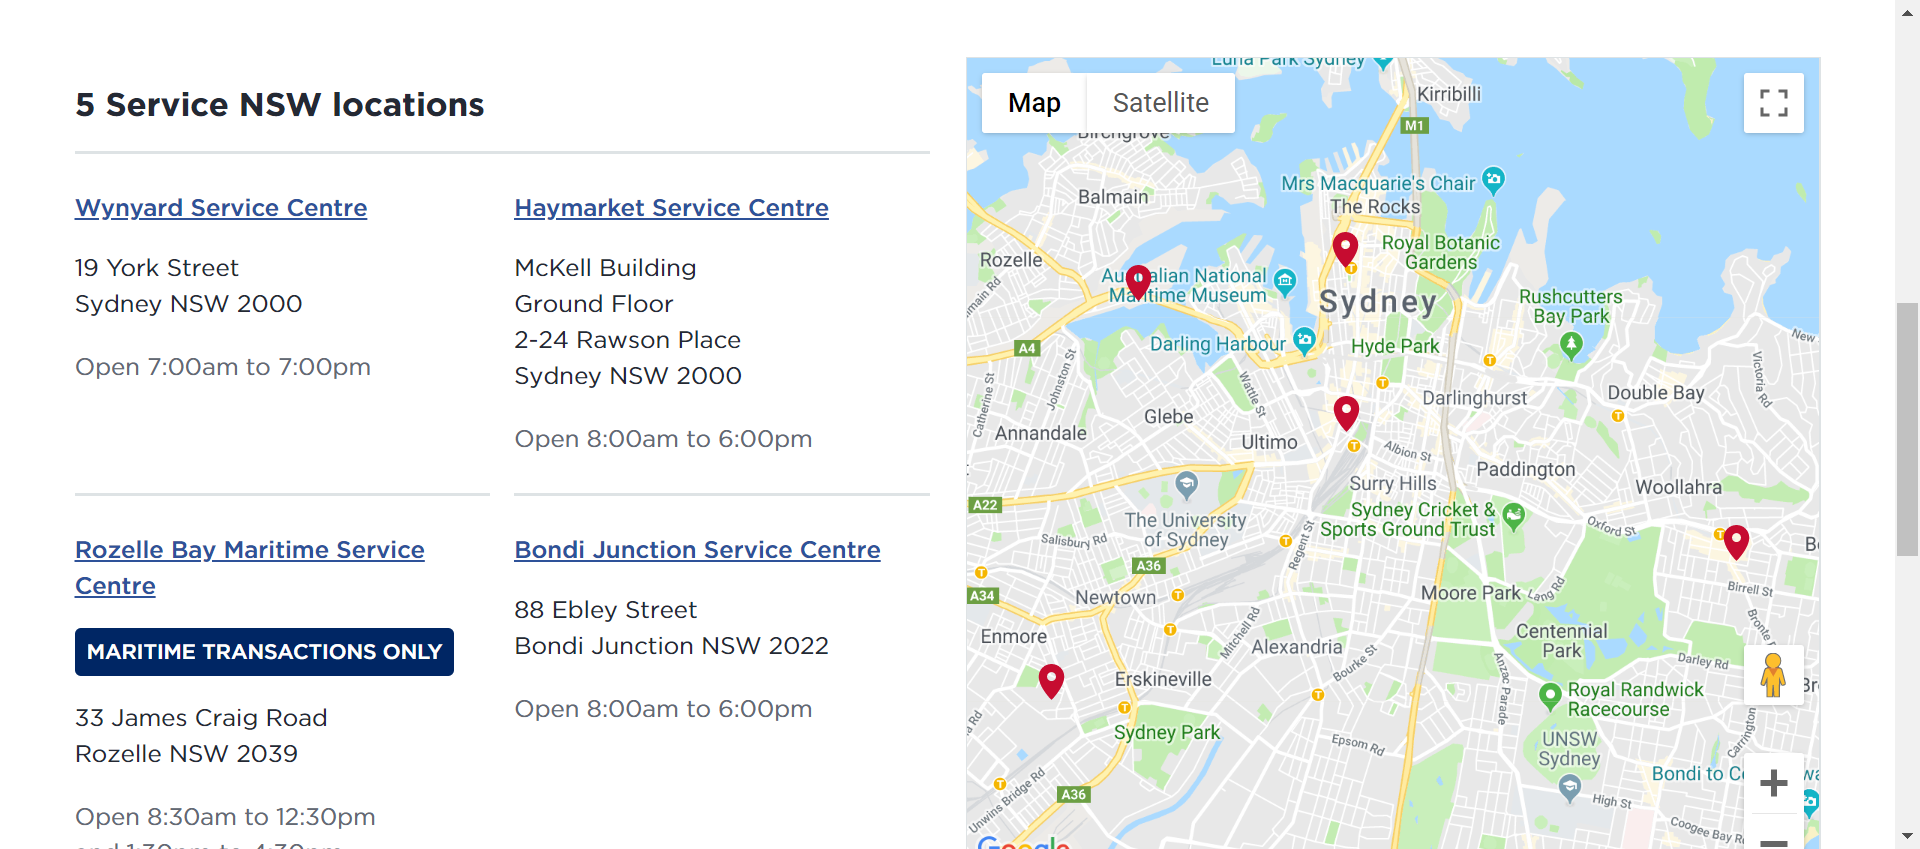 5 Service NSW locations
Wynyard Service Centre
19 York Street
Sydney NSW 2000
Open 7:00am to 7:00pm
Haymarket Service Centre
McKell Building
Ground Floor
2-24 Rawson Place
Sydney NSW 2000
Open 8:00am to 6:00pm
Rozelle Bay Maritime Service
Centre
MARITIME TRANSACTIONS ONLY
33 James Craig Road
Rozelle NSW 2039
Open 8:30am to 12:30pm
and 1:30pm to 4:30pm
Bondi Junction Service Centre
88 Ebley Street
Bondi Junction NSW 2022
Open 8:00am to 6:00pm
Map
Satellite
Luna Park Sydney
Kirribilli
M1
Birchgrove
Balmain
Mrs Macquarie's Chair
The Rocks
Royal Botanic
Gardens
Rozelle
Australian National
Maritime Museum
Sydney
Rushcutters
Bay Park
Darling Harbour
Hyde Park
A4
New
Johnston St
Catherine St
Wattle St
Victoria Rd
Double Bay
Darlinghurst
Glebe
Annandale
Ultimo
Albion St
Paddington
Surry Hills
Woollahra
A22
Sydney Cricket &
Sports Ground Trust
The University
of Sydney
Oxford St
Salisbury Rd
Regent St
A36
Birrell St
A34
Newtown
Moore Park
Lang Rd
Bronte
Enmore
Mitchell Rd
Alexandria
Centennial
Park
Bourke St
Darley Rd
Anzac Parade
Erskineville
Royal Randwick
Racecourse
Sydney Park
Epsom Rd
UNSW
Sydney
Carrington
Bondi to
Unwins Bridge Rd
A36
High St
Coogee Bay
Google